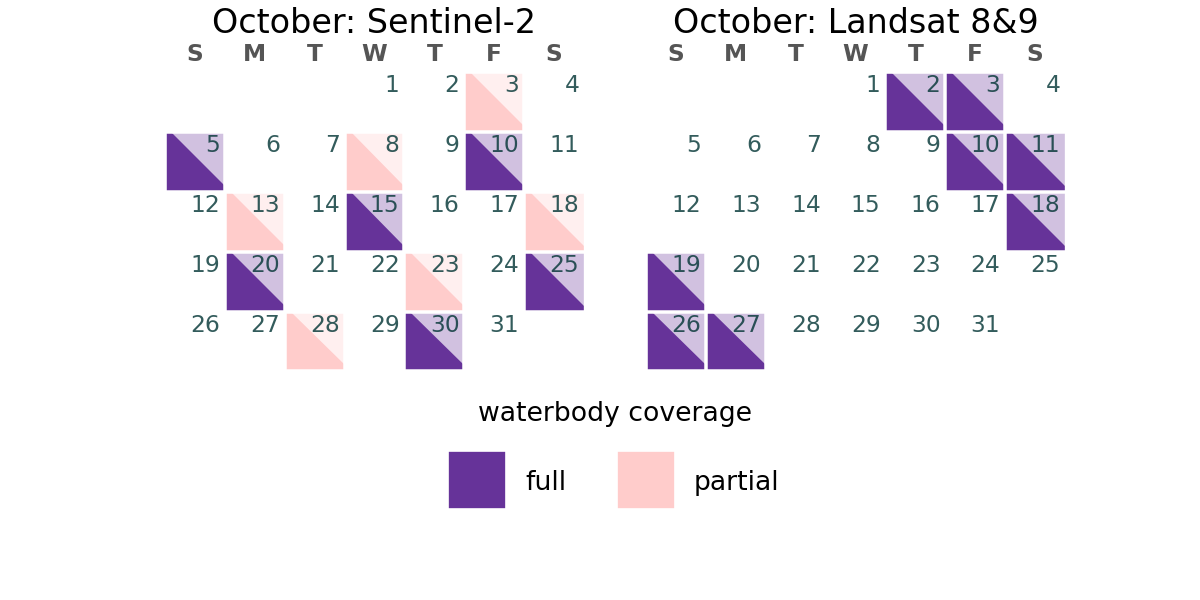 October: Sentinel-2
S M T W T F S
1 2 3 4
5 6 7 8 9 10 11
12 13 14 15 16 17 18
19 20 21 22 23 24 25
26 27 28 29 30 31
October: Landsat 8&9
S M T W T F S
1 2 3 4
5 6 7 8 9 10 11
12 13 14 15 16 17 18
19 20 21 22 23 24 25
26 27 28 29 30 31
waterbody coverage
full partial